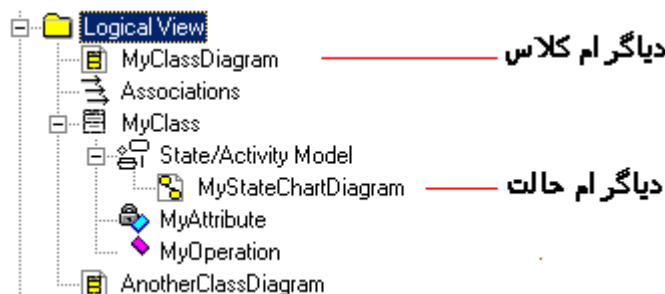 Logical View
MyClassDiagram دیاگرام کلاس
Associations
MyClass
State/Activity Model
MyStateChartDiagram دیاگرام حالت
MyAttribute
MyOperation
AnotherClassDiagram